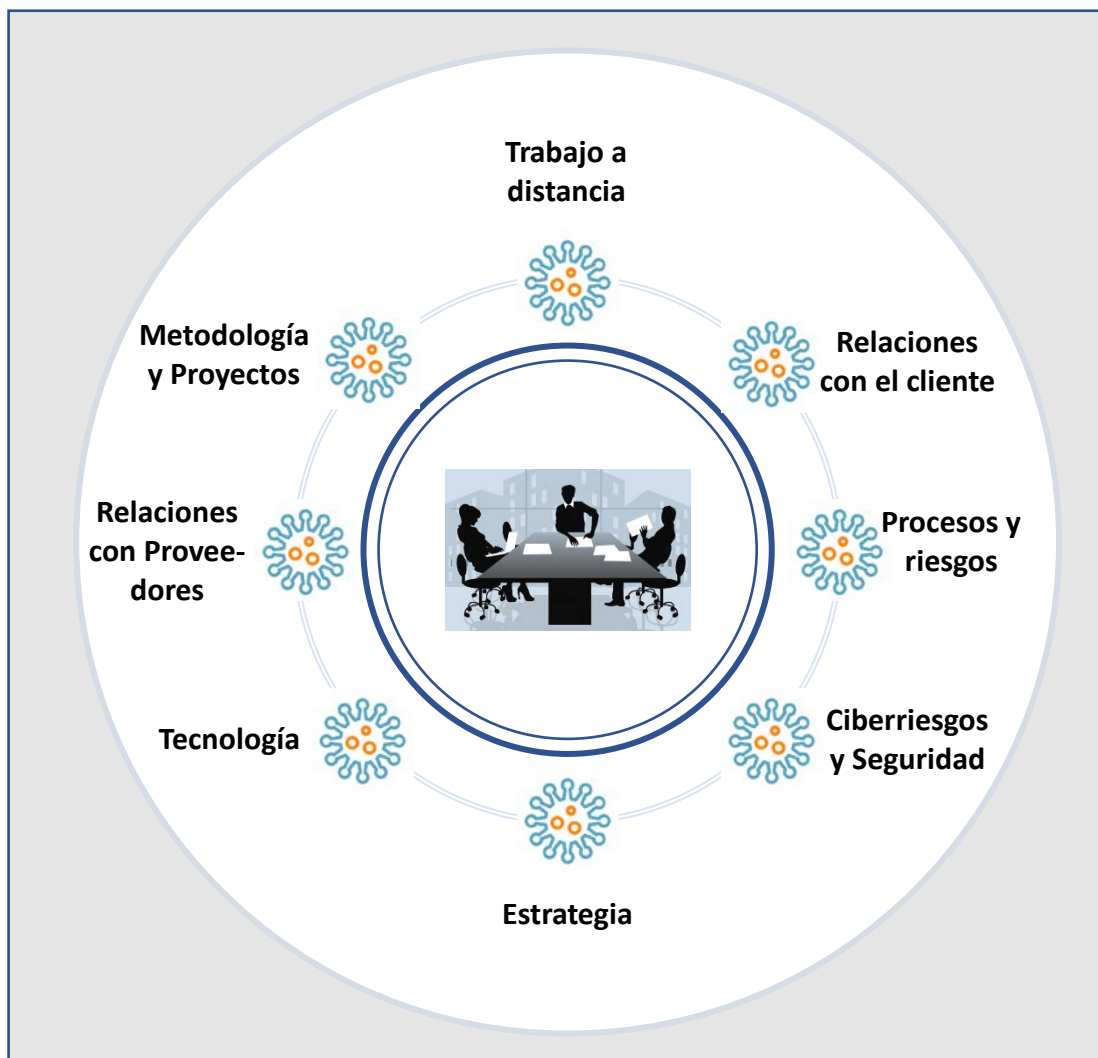 Trabajo a
distancia
Relaciones
con el cliente
Procesos y
riesgos
Ciberriesgos
y Seguridad
Estrategia
Tecnología
Relaciones
con Provee-
dores
Metodología
y Proyectos